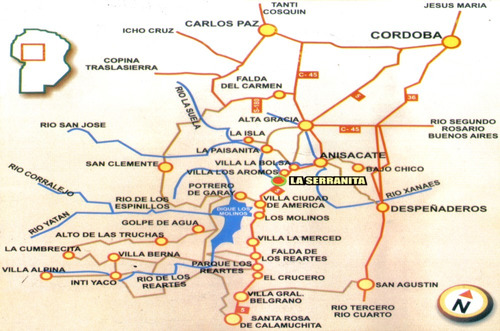 TANTI
COSQUIN
JESUS MARIA
CARLOS PAZ
ICHO CRUZ
CORDOBA
COPINA
TRASLASIERRA
FALDA
DEL CARMEN
C-45
S-180
5
36
RIO LA SUELA
ALTA GRACIA
C-45
RIO SEGUNDO
ROSARIO
BUENOS AIRES
RIO SAN JOSE
LA ISLA
LA PAISANITA
ANISACATE
SAN CLEMENTE
VILLA LA BOLSA
BAJO CHICO
VILLA LOS AROMOS
LA SERRANITA
RIO CORRALEJO
POTRERO
DE GARAY
RIO XANAES
RIO DE LOS
ESPINILLOS
VILLA CIUDAD
DE AMERICA
DESPEÑADEROS
RIO YATAN
DIQUE LOS
MOLINOS
LOS MOLINOS
GOLPE DE AGUA
ALTO DE LAS TRUCHAS
VILLA LA MERCED
LA CUMBRECITA
VILLA BERNA
FALDA DE
LOS REARTES
PARQUE LOS
REARTES
VILLA ALPINA
INTI YACO
RIO DE LOS
REARTES
EL CRUCERO
SAN AGUSTIN
VILLA GRAL.
BELGRANO
RIO TERCERO
RIO CUARTO
5
SANTA ROSA
DE CALAMUCHITA
N